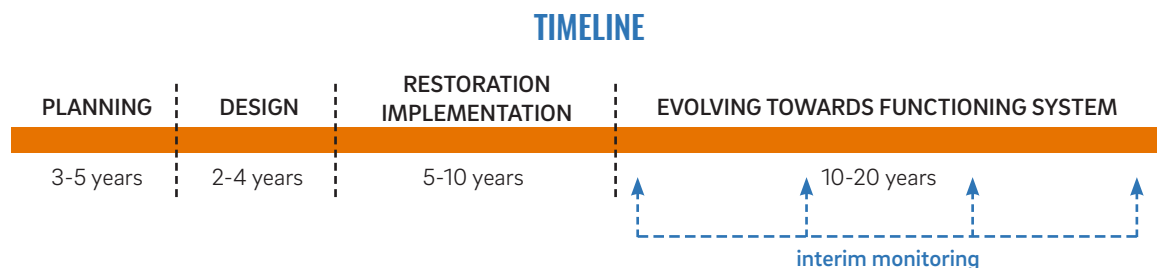 TIMELINE
PLANNING
DESIGN
RESTORATION
IMPLEMENTATION
EVOLVING TOWARDS FUNCTIONING SYSTEM
3-5 years
2-4 years
5-10 years
10-20 years
interim monitoring